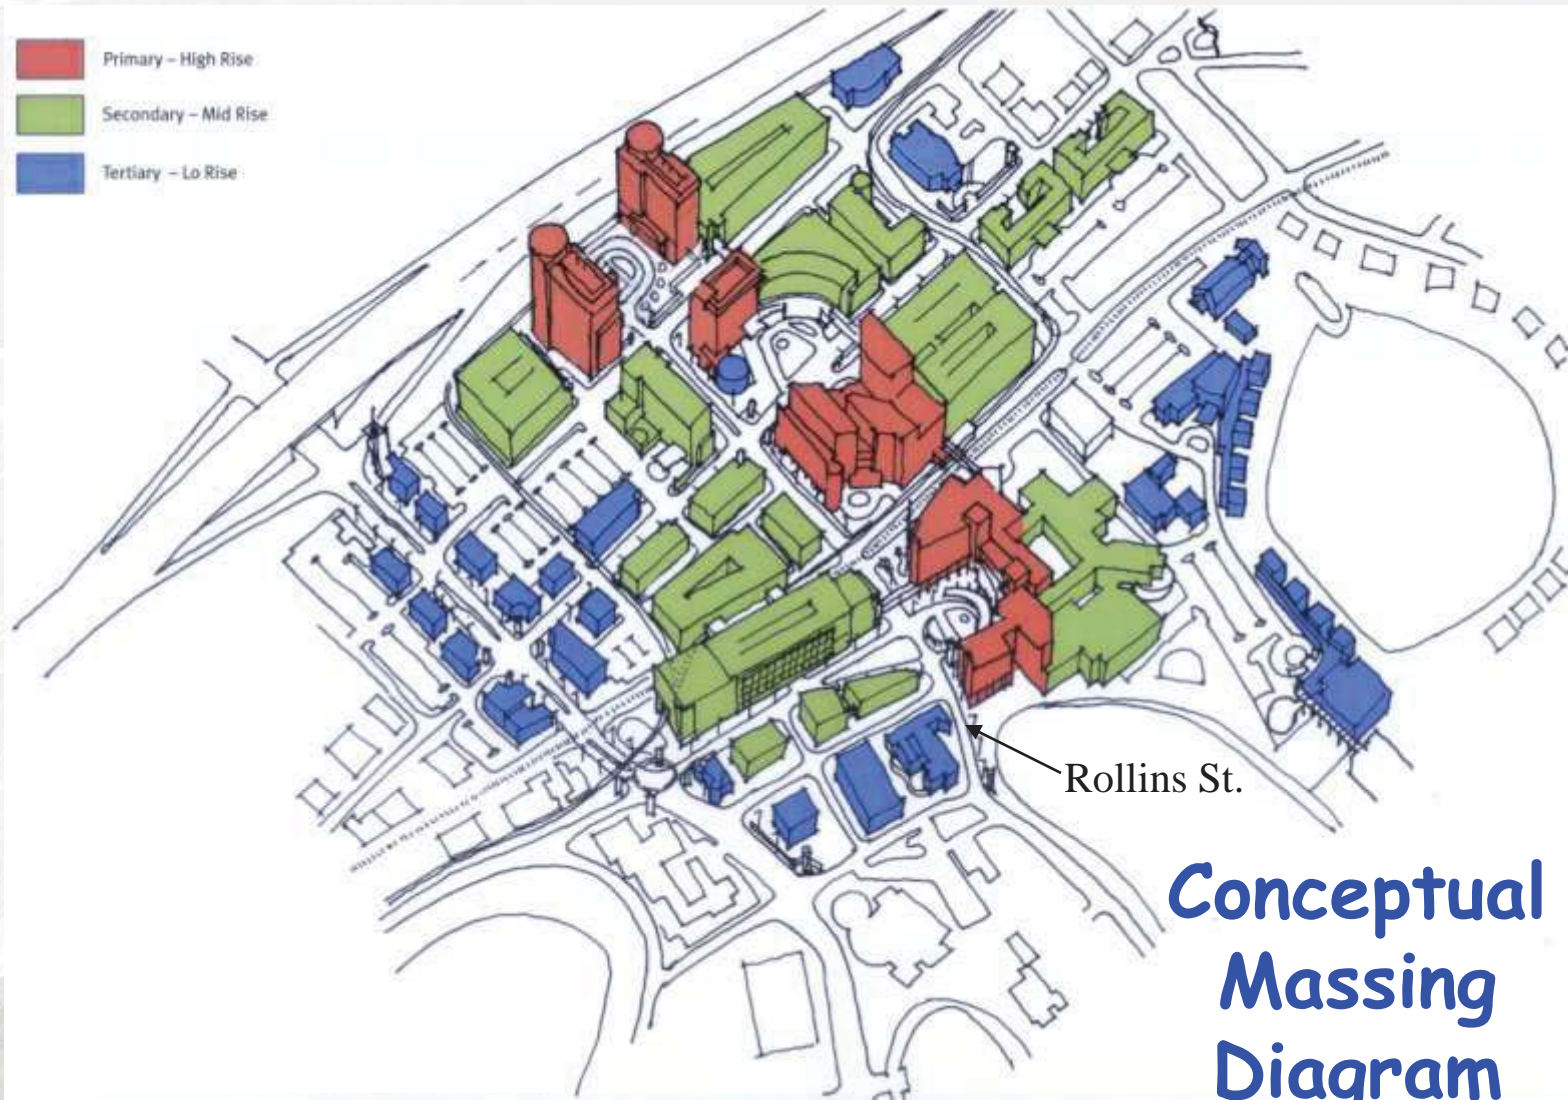 Primary – High Rise
Secondary – Mid Rise
Tertiary – Lo Rise
Rollins St.
Conceptual
Massing
Diagram